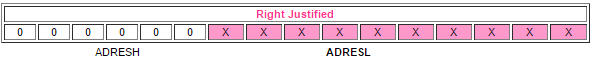 Right Justified
0 0 0 0 0 0 X X X X X X X X X X
ADRESH ADRESL